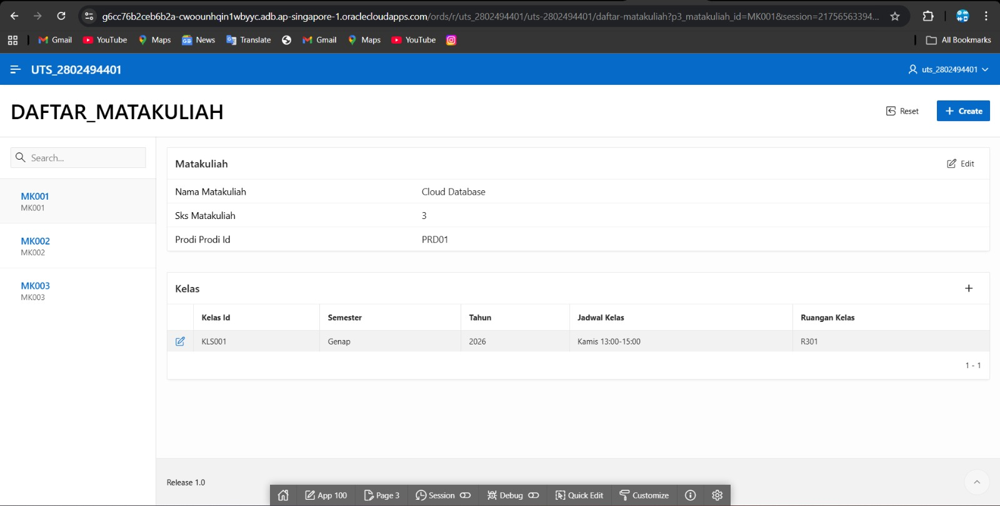 g6cc76b2ceb6b2a-cwoounhqin1wbyyc.adb.ap-singapore-1.oraclecloudapps.com/ords/r/uts_2802494401/uts-2802494401/daftar-matakuliah?p3_matakuliah_id=MK001&session=21756563394...
Gmail YouTube Maps News Translate Gmail Maps YouTube All Bookmarks
UTS_2802494401 uts_2802494401
DAFTAR_MATAKULIAH Reset + Create
Search...
MK001
MK001
MK002
MK002
MK003
MK003
Matakuliah Edit
Nama Matakuliah Cloud Database
Sks Matakuliah 3
Prodi Prodi Id PRD01
Kelas +
Kelas Id Semester Tahun Jadwal Kelas Ruangan Kelas
KLS001 Genap 2026 Kamis 13:00-15:00 R301
1 - 1
Release 1.0
App 100 Page 3 Session Debug Quick Edit Customize